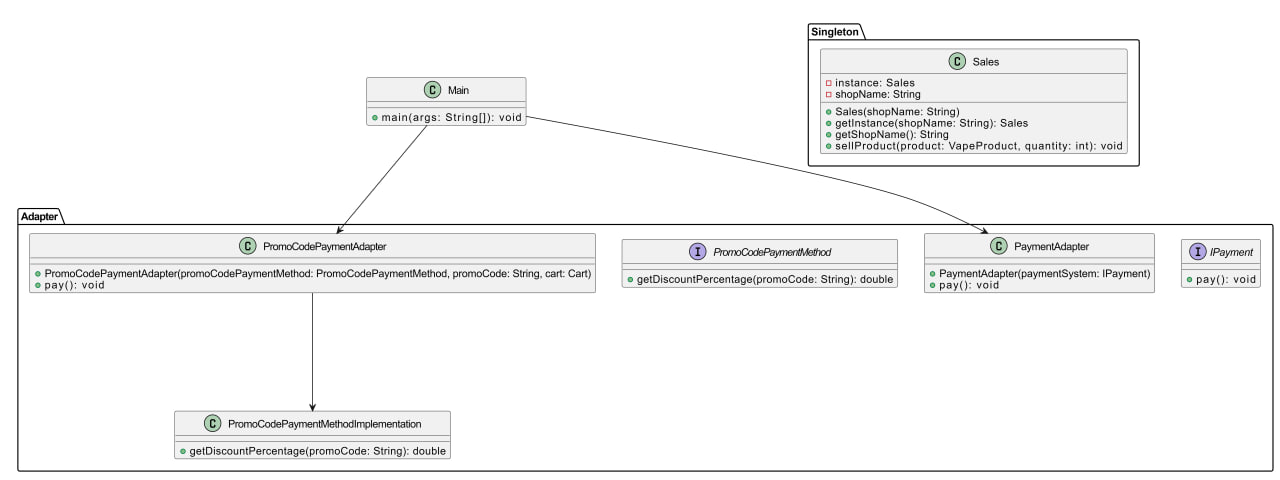 Singleton
C Sales
instance: Sales
shopName: String
Sales(shopName: String)
getInstance(shopName: String): Sales
getShopName(): String
sellProduct(product: VapeProduct, quantity: int): void
C Main
main(args: String[]): void
Adapter
C PromoCodePaymentAdapter
PromoCodePaymentAdapter(promoCodePaymentMethod: PromoCodePaymentMethod, promoCode: String, cart: Cart)
pay(): void
I PromoCodePaymentMethod
getDiscountPercentage(promoCode: String): double
C PaymentAdapter
PaymentAdapter(paymentSystem: IPayment)
pay(): void
I IPayment
pay(): void
C PromoCodePaymentMethodImplementation
getDiscountPercentage(promoCode: String): double